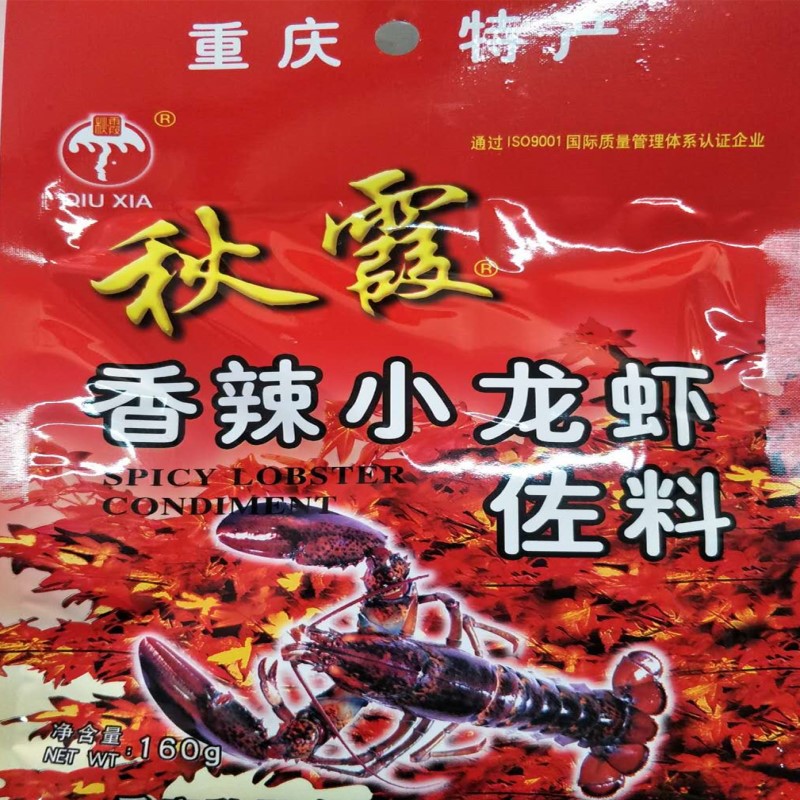 重庆 特产
®
通过ISO9001国际质量管理体系认证企业
QIU XIA
秋霞®
香辣小龙虾
SPICY LOBSTER
CONDIMENT
佐料
净含量
NET WT:160g